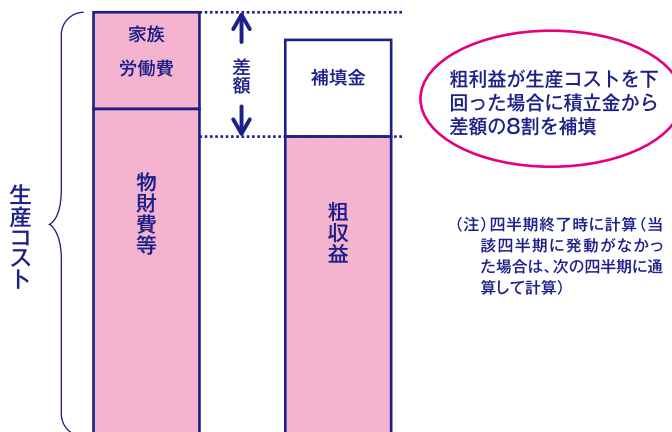 家族
労働費
差額
補填金
粗利益が生産コストを下
回った場合に積立金から
差額の8割を補填
生産コスト
物財費等
粗収益
(注)四半期終了時に計算(当
該四半期に発動がなかっ
た場合は、次の四半期に通
算して計算)